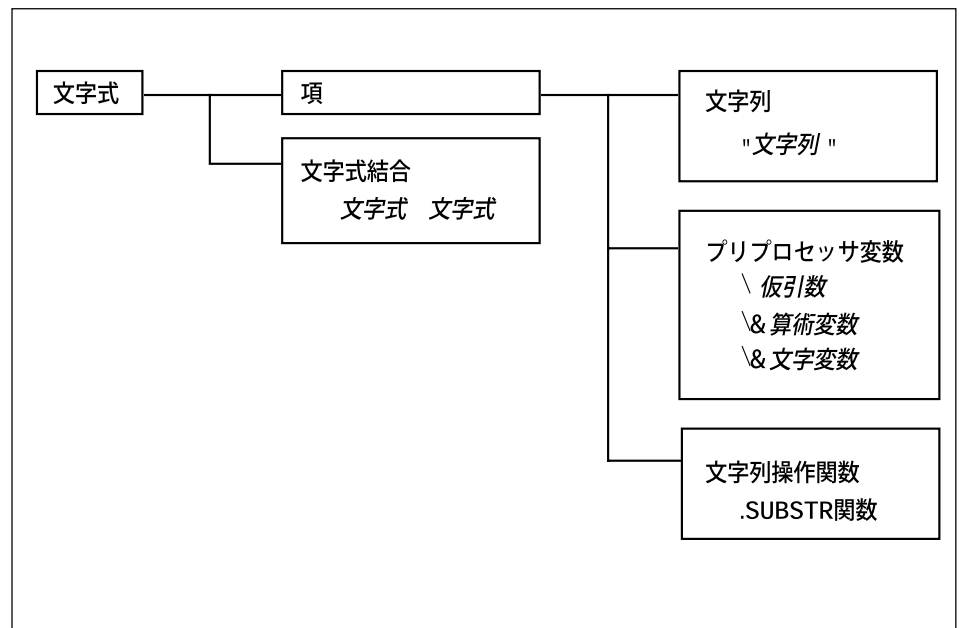 文字式
項
文字式結合
文字式　文字式
文字列
"文字列"
プリプロセッサ変数
\ 仮引数
\&算術変数
\&文字変数
文字列操作関数
.SUBSTR関数